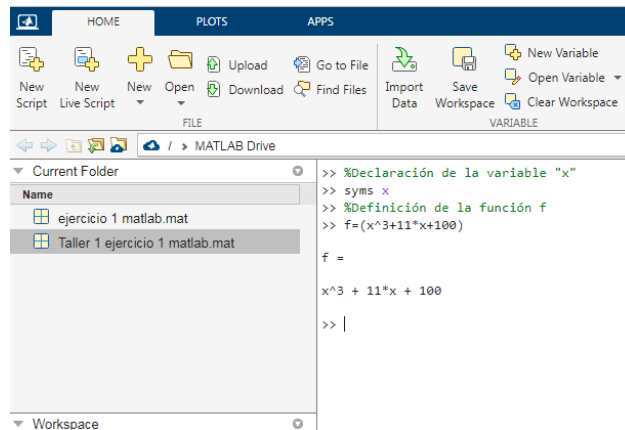 HOME PLOTS APPS
New Script
New Live Script
New
Open
Upload
Download
Go to File
Find Files
FILE
Import Data
Save Workspace
New Variable
Open Variable
Clear Workspace
VARIABLE
/ › MATLAB Drive
Current Folder
Name
ejercicio 1 matlab.mat
Taller 1 ejercicio 1 matlab.mat
Workspace
>> %Declaración de la variable "x"
>> syms x
>> %Definición de la función f
>> f=(x^3+11*x+100)
f =
x^3 + 11*x + 100
>>